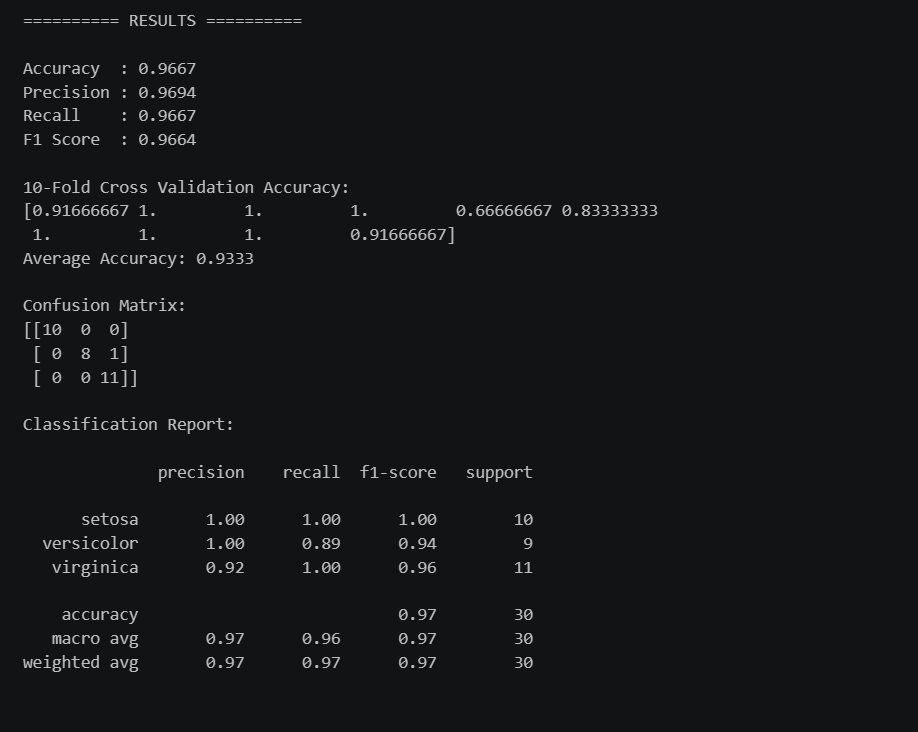 ========== RESULTS ==========
Accuracy  : 0.9667
Precision : 0.9694
Recall    : 0.9667
F1 Score  : 0.9664
10-Fold Cross Validation Accuracy:
[0.91666667 1.         1.         1.         0.66666667 0.83333333
 1.         1.         1.         0.91666667]
Average Accuracy: 0.9333
Confusion Matrix:
[[10  0  0]
 [ 0  8  1]
 [ 0  0 11]]
Classification Report:
              precision    recall  f1-score   support
      setosa       1.00      1.00      1.00        10
  versicolor       1.00      0.89      0.94         9
   virginica       0.92      1.00      0.96        11
    accuracy                           0.97        30
   macro avg       0.97      0.96      0.97        30
weighted avg       0.97      0.97      0.97        30